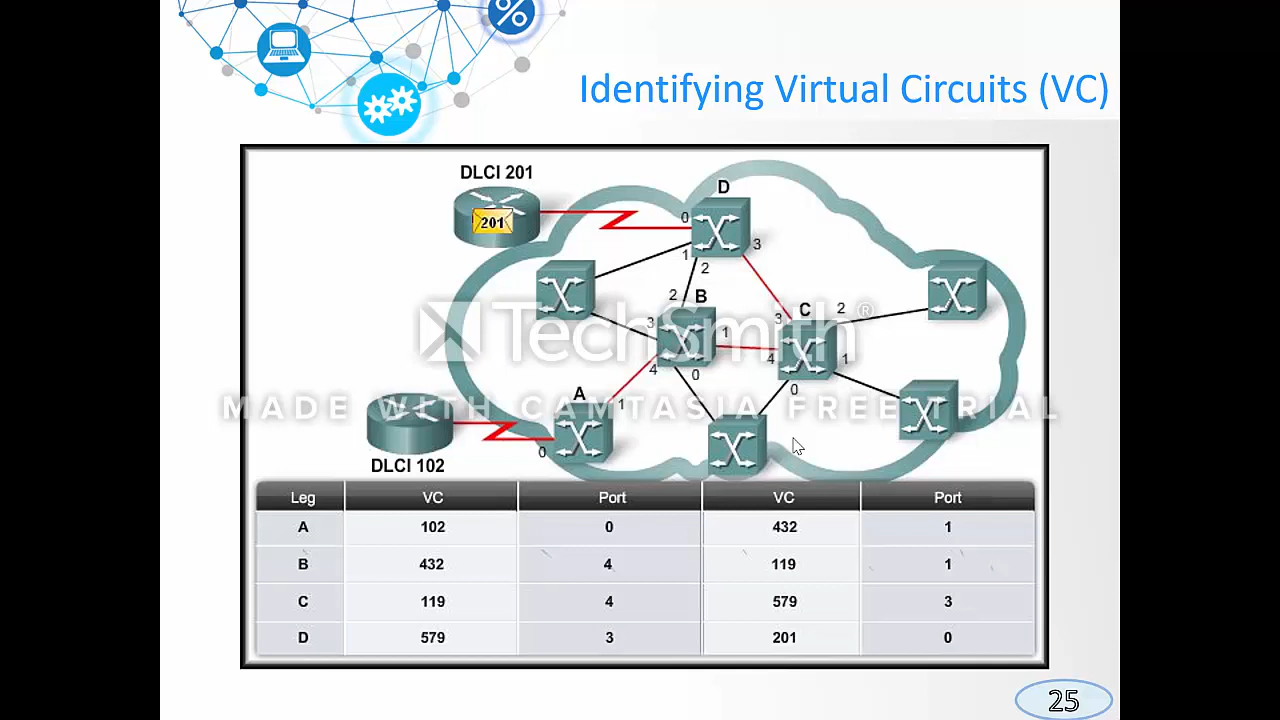 Identifying Virtual Circuits (VC)
DLCI 201
201
D
0
3
1
2
2
B
3
1
C
2
3
4
1
4
0
0
A
1
0
DLCI 102
TechSmith®
MADE WITH CAMTASIA FREE TRIAL
Leg VC Port VC Port
A 102 0 432 1
B 432 4 119 1
C 119 4 579 3
D 579 3 201 0
25